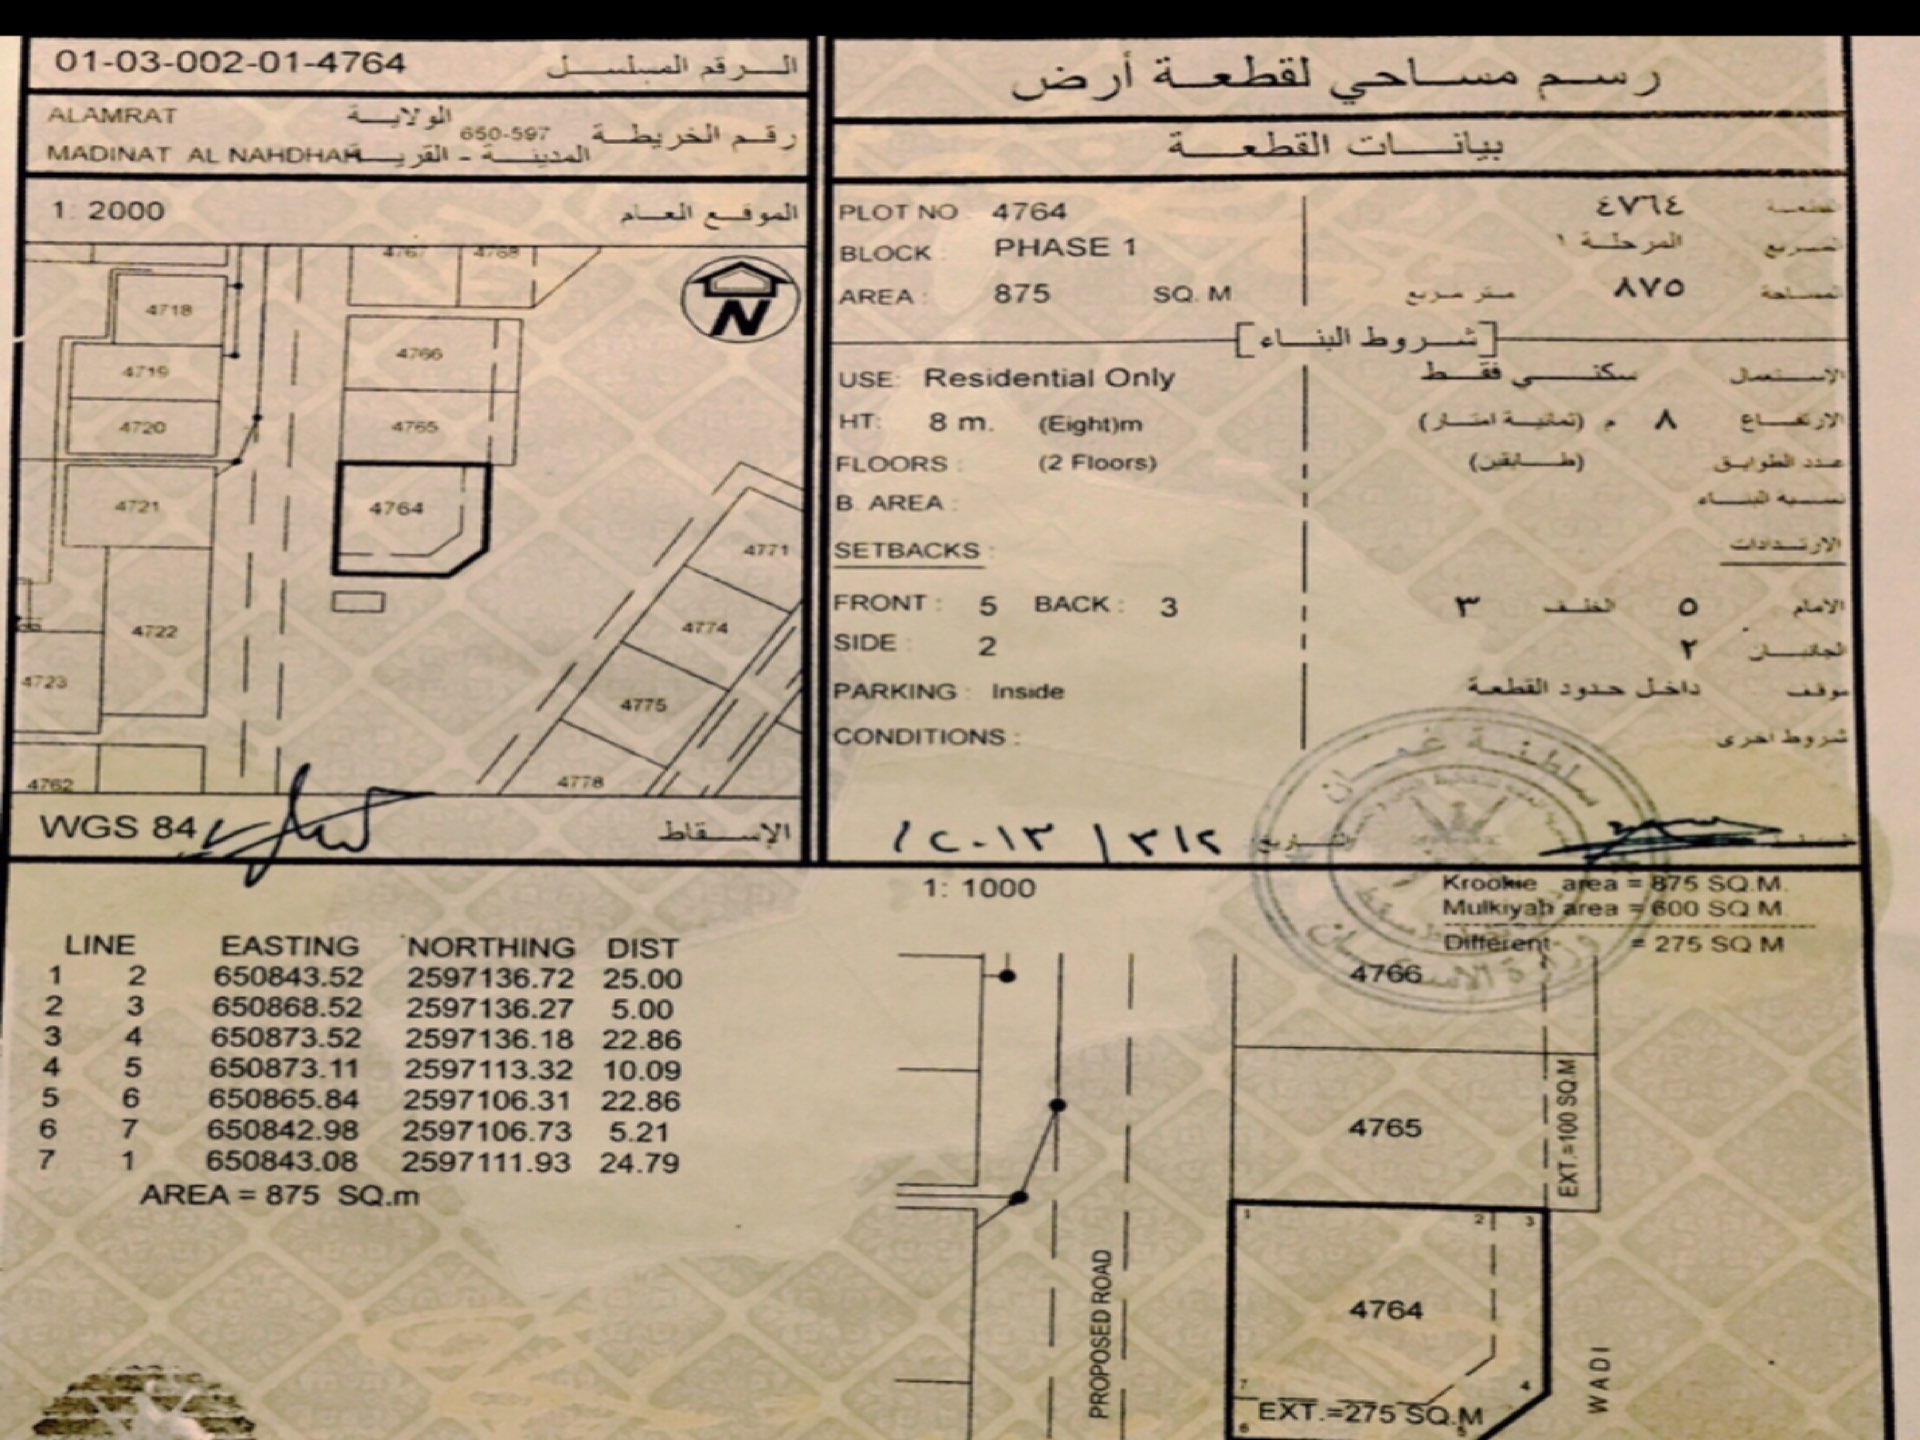 01-03-002-01-4764 الرقم المسلسل
ALAMRAT الولاية
650-597 رقم الخريطة
MADINAT AL NAHDHAH المدينة - القرية
1: 2000 الموقع العام
4767 4768
4718
4766
4719
4765
4720
4721
4764
4771
4722
4774
4723
4775
4762
4778
WGS 84 الإسقاط
رسم مساحي لقطعة أرض
بيانات القطعة
PLOT NO : 4764 ٤٧٦٤ القطعة
BLOCK : PHASE 1 المرحلة ١ المربع
AREA : 875 SQ. M متر مربع ٨٧٥ المساحة
[شروط البناء]
USE: Residential Only سكني فقط الاستعمال
HT: 8 m. (Eight)m ٨ م (ثمانية امتار) الارتفاع
FLOORS : (2 Floors) (طابقين) عدد الطوابق
B. AREA : نسبة البناء
SETBACKS : الارتدادات
FRONT : 5 BACK : 3 ٣ الخلف ٥ الامام
SIDE : 2 ٢ الجانبان
PARKING : Inside داخل حدود القطعة موقف
CONDITIONS : شروط اخرى
سلطنة عمان
وزارة الاسكان
التاريخ
1: 1000
Krookie area = 875 SQ.M.
Mulkiyah area = 600 SQ.M.
Different = 275 SQ M
LINE EASTING NORTHING DIST
1 2 650843.52 2597136.72 25.00
2 3 650868.52 2597136.27 5.00
3 4 650873.52 2597136.18 22.86
4 5 650873.11 2597113.32 10.09
5 6 650865.84 2597106.31 22.86
6 7 650842.98 2597106.73 5.21
7 1 650843.08 2597111.93 24.79
AREA = 875 SQ.m
4766
4765
EXT.=100 SQ.M
1 2 3
4764
PROPOSED ROAD
WADI
7 4
EXT.=275 SQ.M
6 5